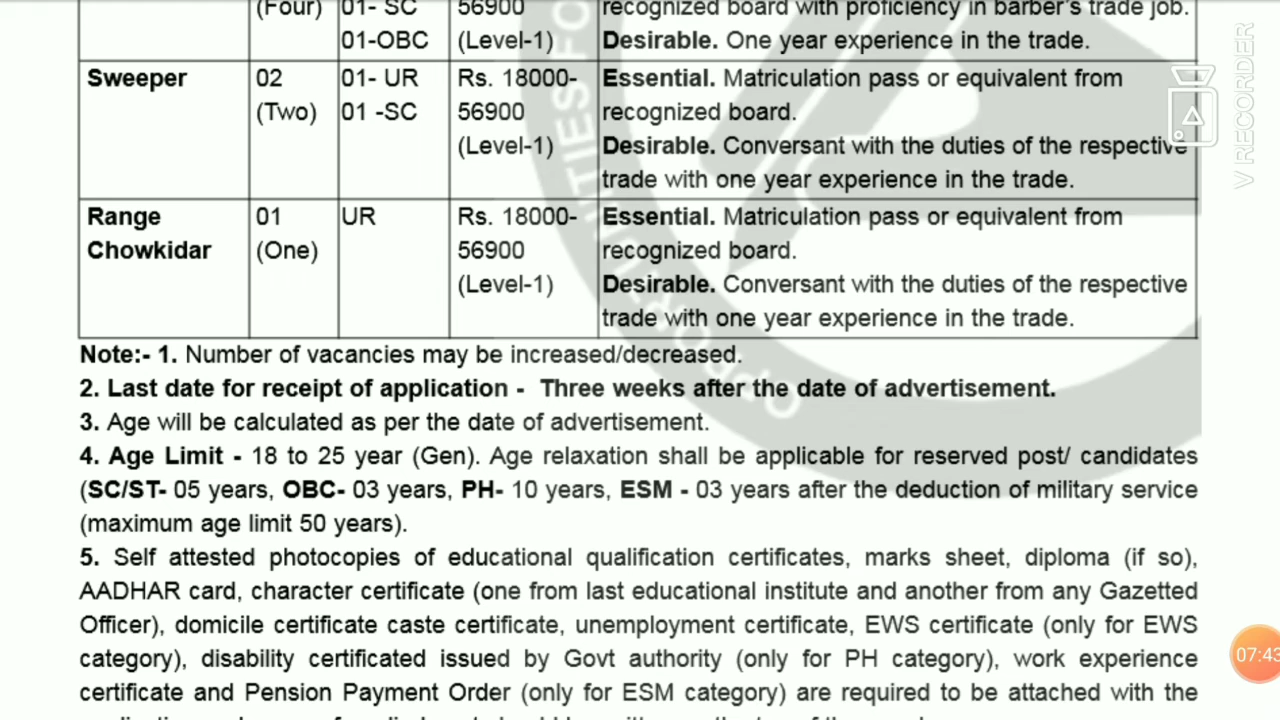 (Four) 01- SC 56900 recognized board with proficiency in barber's trade job.
01-OBC (Level-1) Desirable. One year experience in the trade.
Sweeper 02 01- UR Rs. 18000- Essential. Matriculation pass or equivalent from
(Two) 01 -SC 56900 recognized board.
(Level-1) Desirable. Conversant with the duties of the respective
trade with one year experience in the trade.
Range 01 UR Rs. 18000- Essential. Matriculation pass or equivalent from
Chowkidar (One) 56900 recognized board.
(Level-1) Desirable. Conversant with the duties of the respective
trade with one year experience in the trade.
Note:- 1. Number of vacancies may be increased/decreased.
2. Last date for receipt of application - Three weeks after the date of advertisement.
3. Age will be calculated as per the date of advertisement.
4. Age Limit - 18 to 25 year (Gen). Age relaxation shall be applicable for reserved post/ candidates
(SC/ST- 05 years, OBC- 03 years, PH- 10 years, ESM - 03 years after the deduction of military service
(maximum age limit 50 years).
5. Self attested photocopies of educational qualification certificates, marks sheet, diploma (if so),
AADHAR card, character certificate (one from last educational institute and another from any Gazetted
Officer), domicile certificate caste certificate, unemployment certificate, EWS certificate (only for EWS
category), disability certificated issued by Govt authority (only for PH category), work experience
certificate and Pension Payment Order (only for ESM category) are required to be attached with the
V RECORDER
07:43